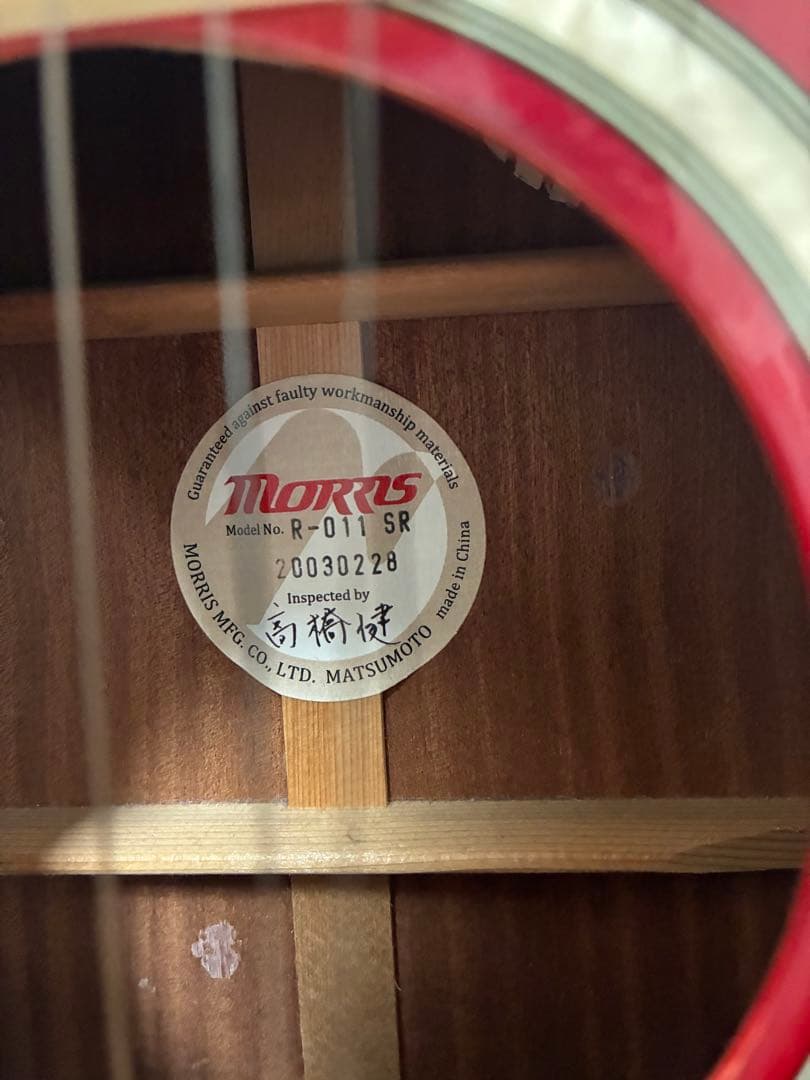 Guaranteed against faulty workmanship materials
MORRIS
Model No. R-011 SR
20030228
Inspected by
高橋健
MORRIS MFG. CO., LTD. MATSUMOTO
made in China